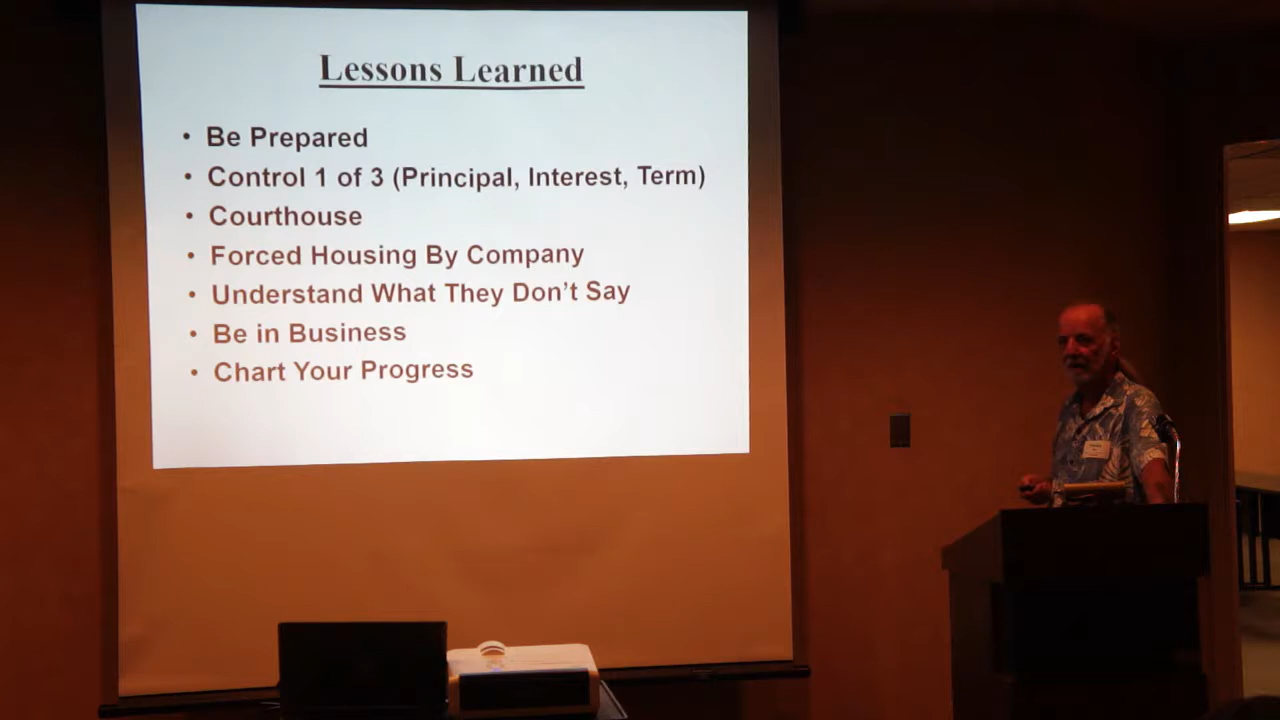 Lessons Learned
• Be Prepared
• Control 1 of 3 (Principal, Interest, Term)
• Courthouse
• Forced Housing By Company
• Understand What They Don't Say
• Be in Business
• Chart Your Progress